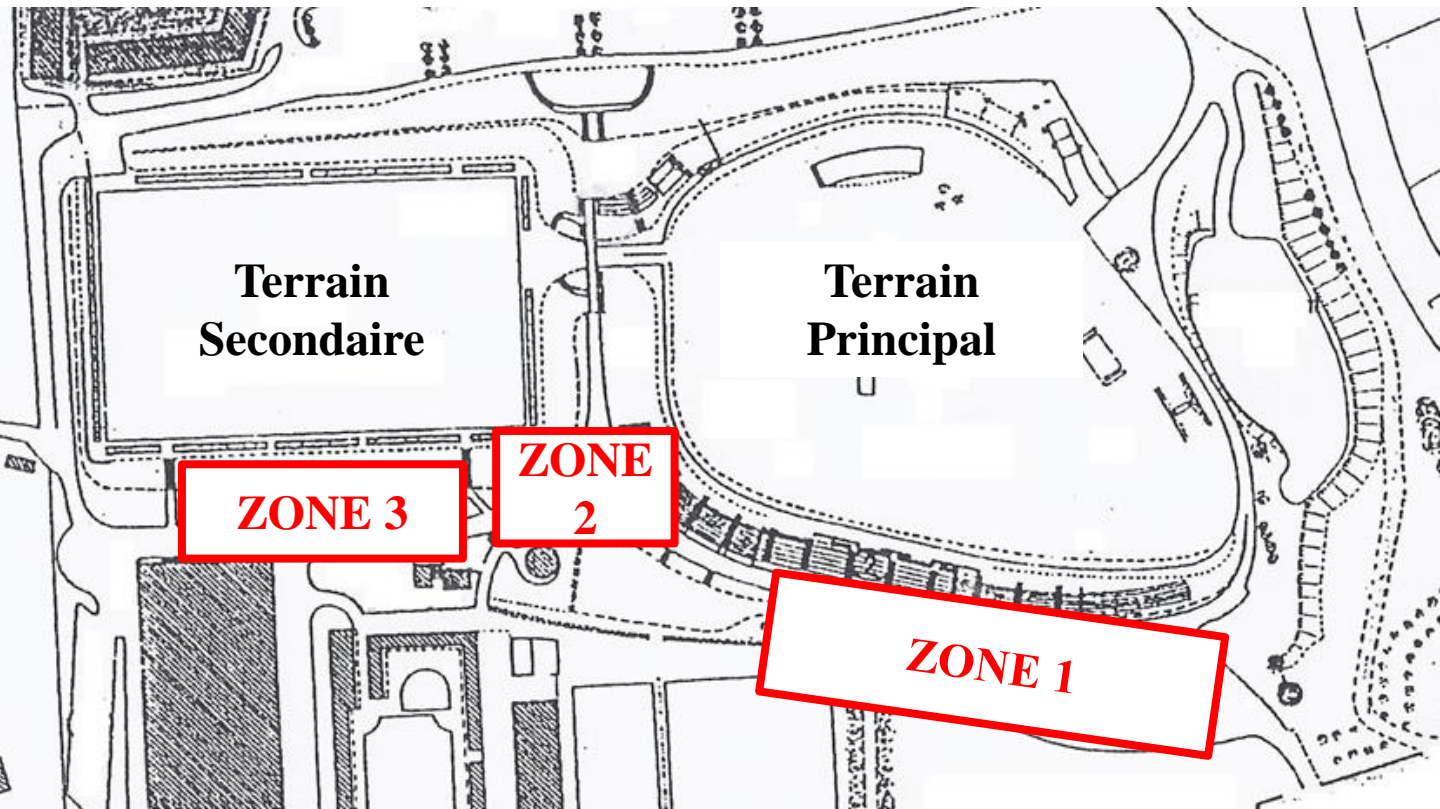 Terrain
Secondaire
Terrain
Principal
ZONE
2
ZONE 3
ZONE 1